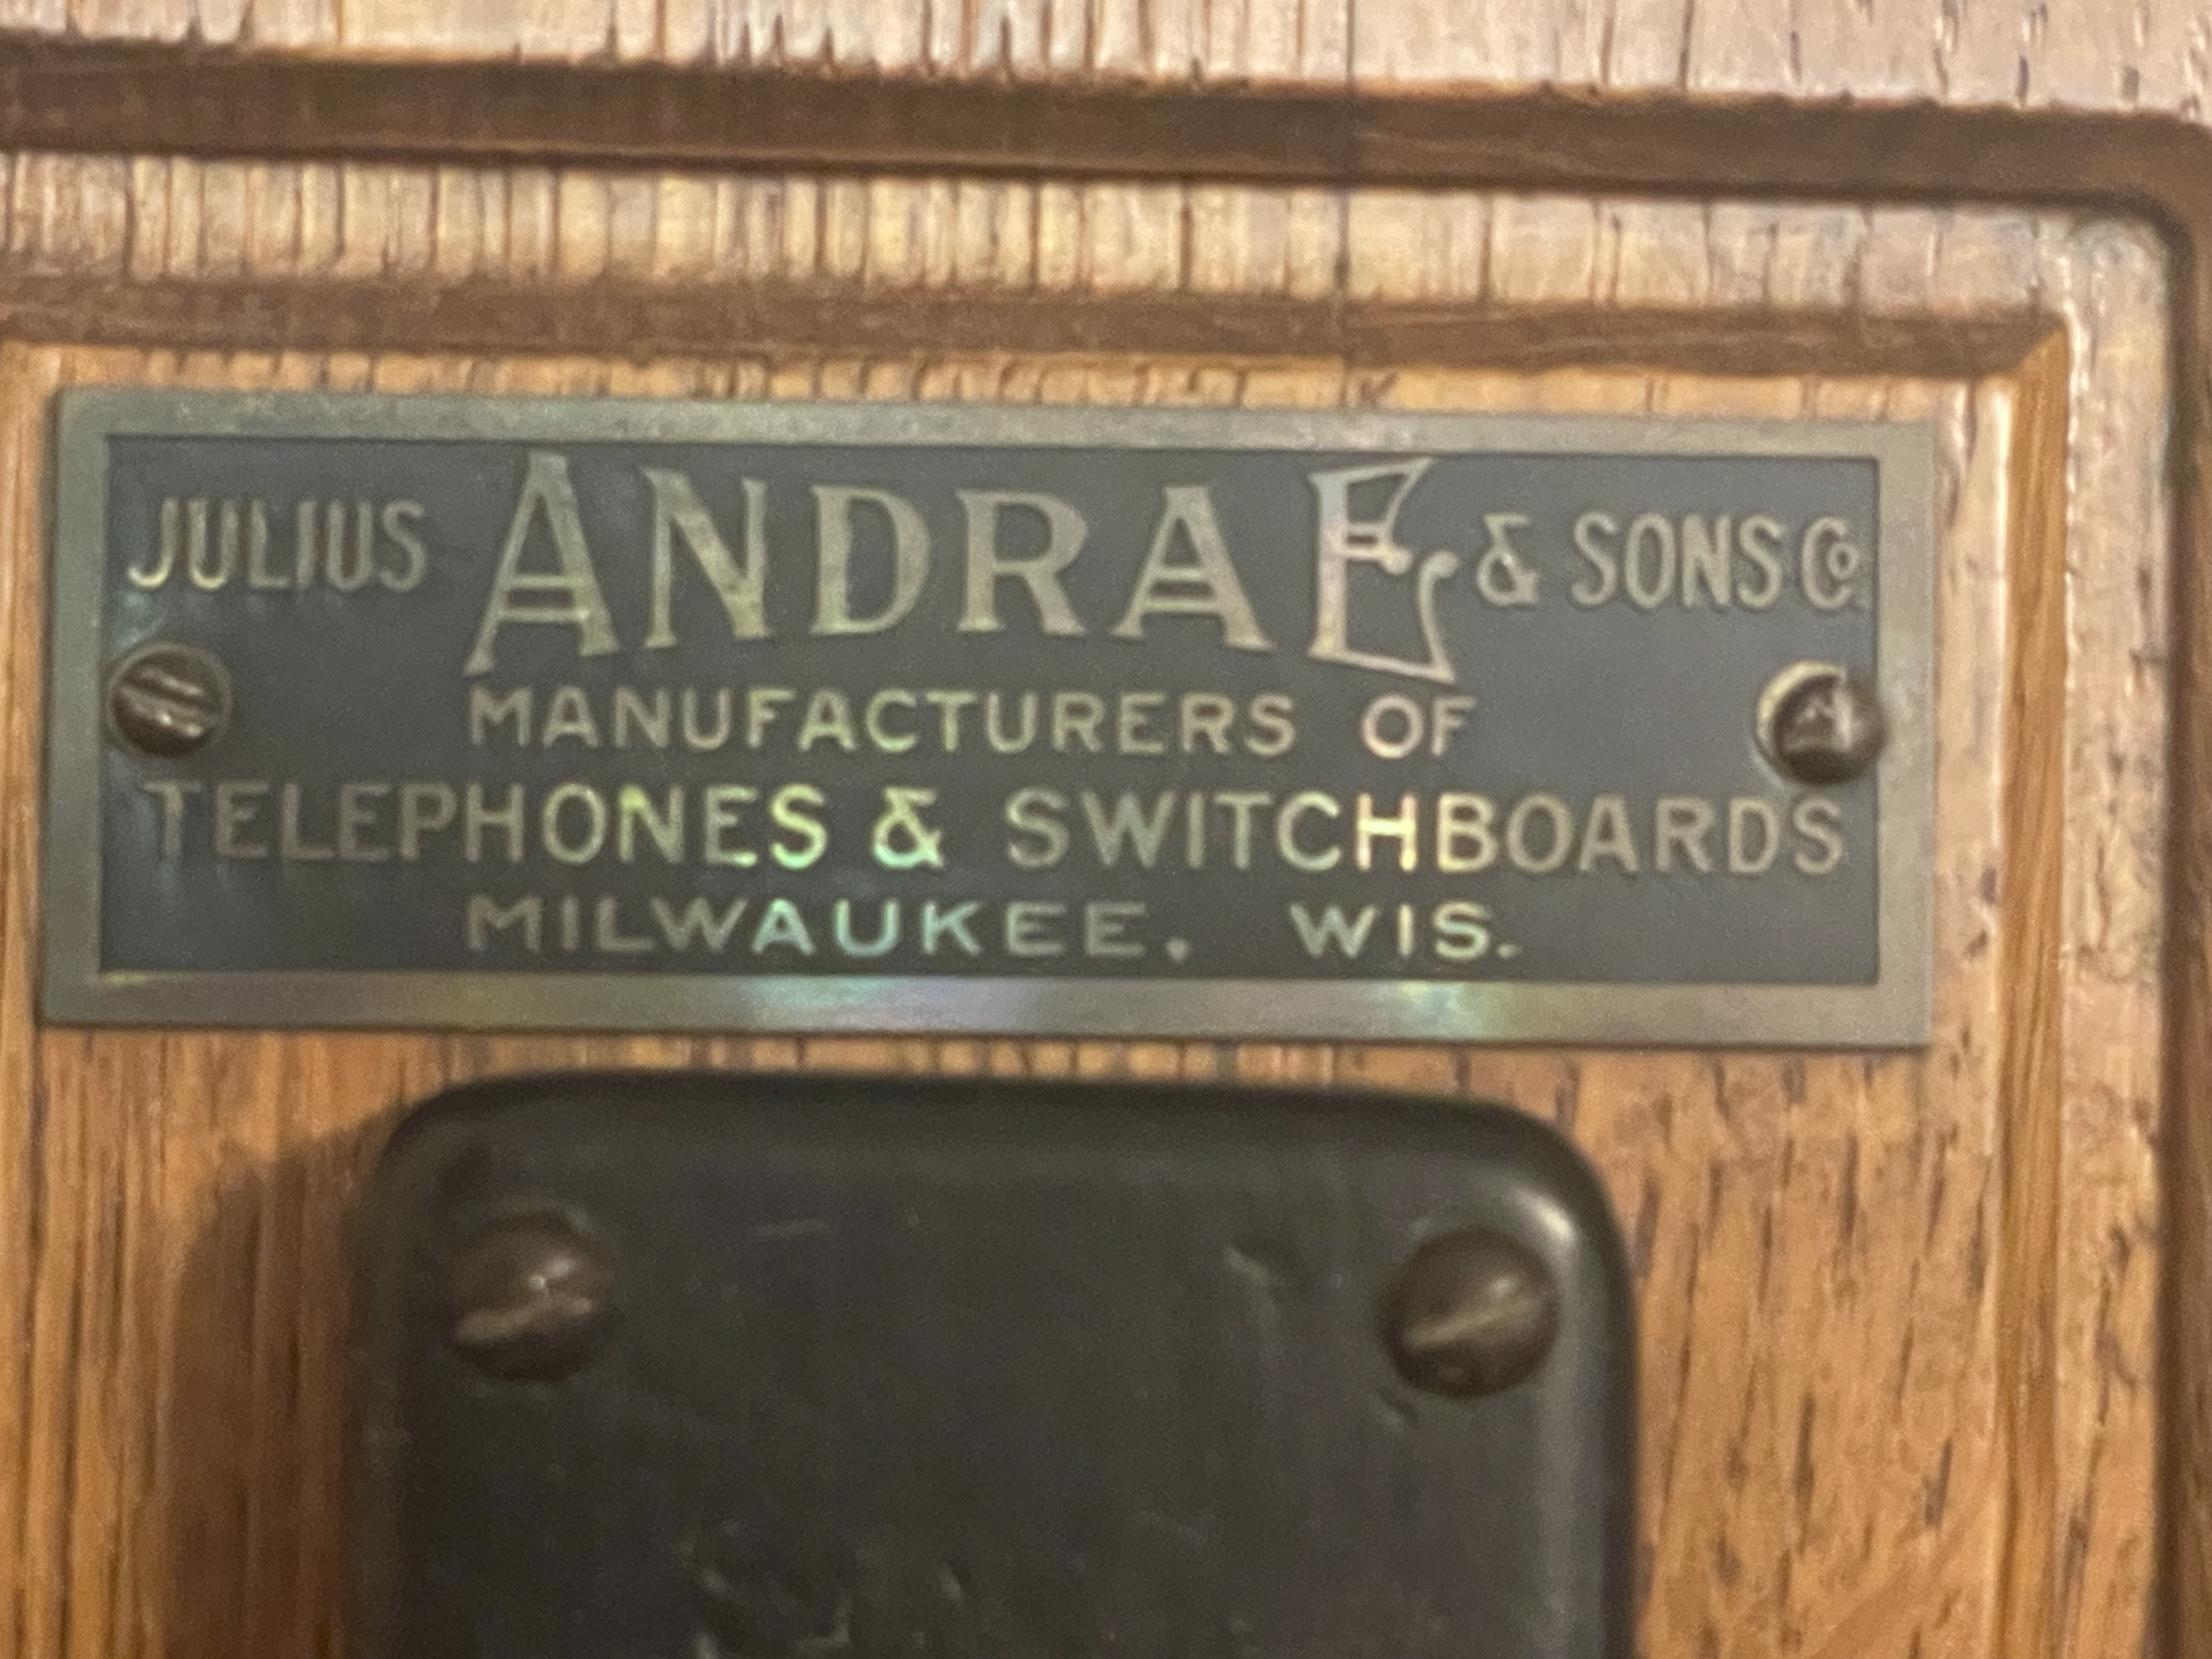 JULIUS ANDRAE & SONS Co.
MANUFACTURERS OF
TELEPHONES & SWITCHBOARDS
MILWAUKEE, WIS.